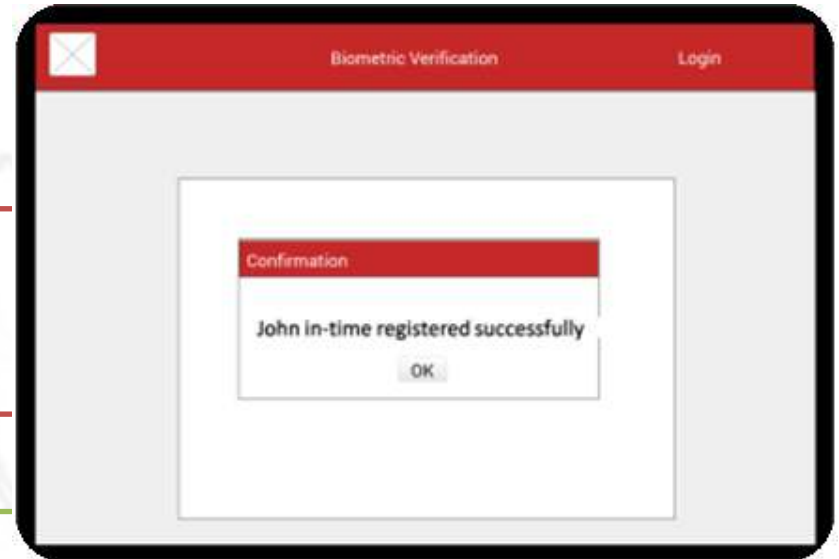 Biometric Verification Login
Confirmation
John in-time registered successfully
OK